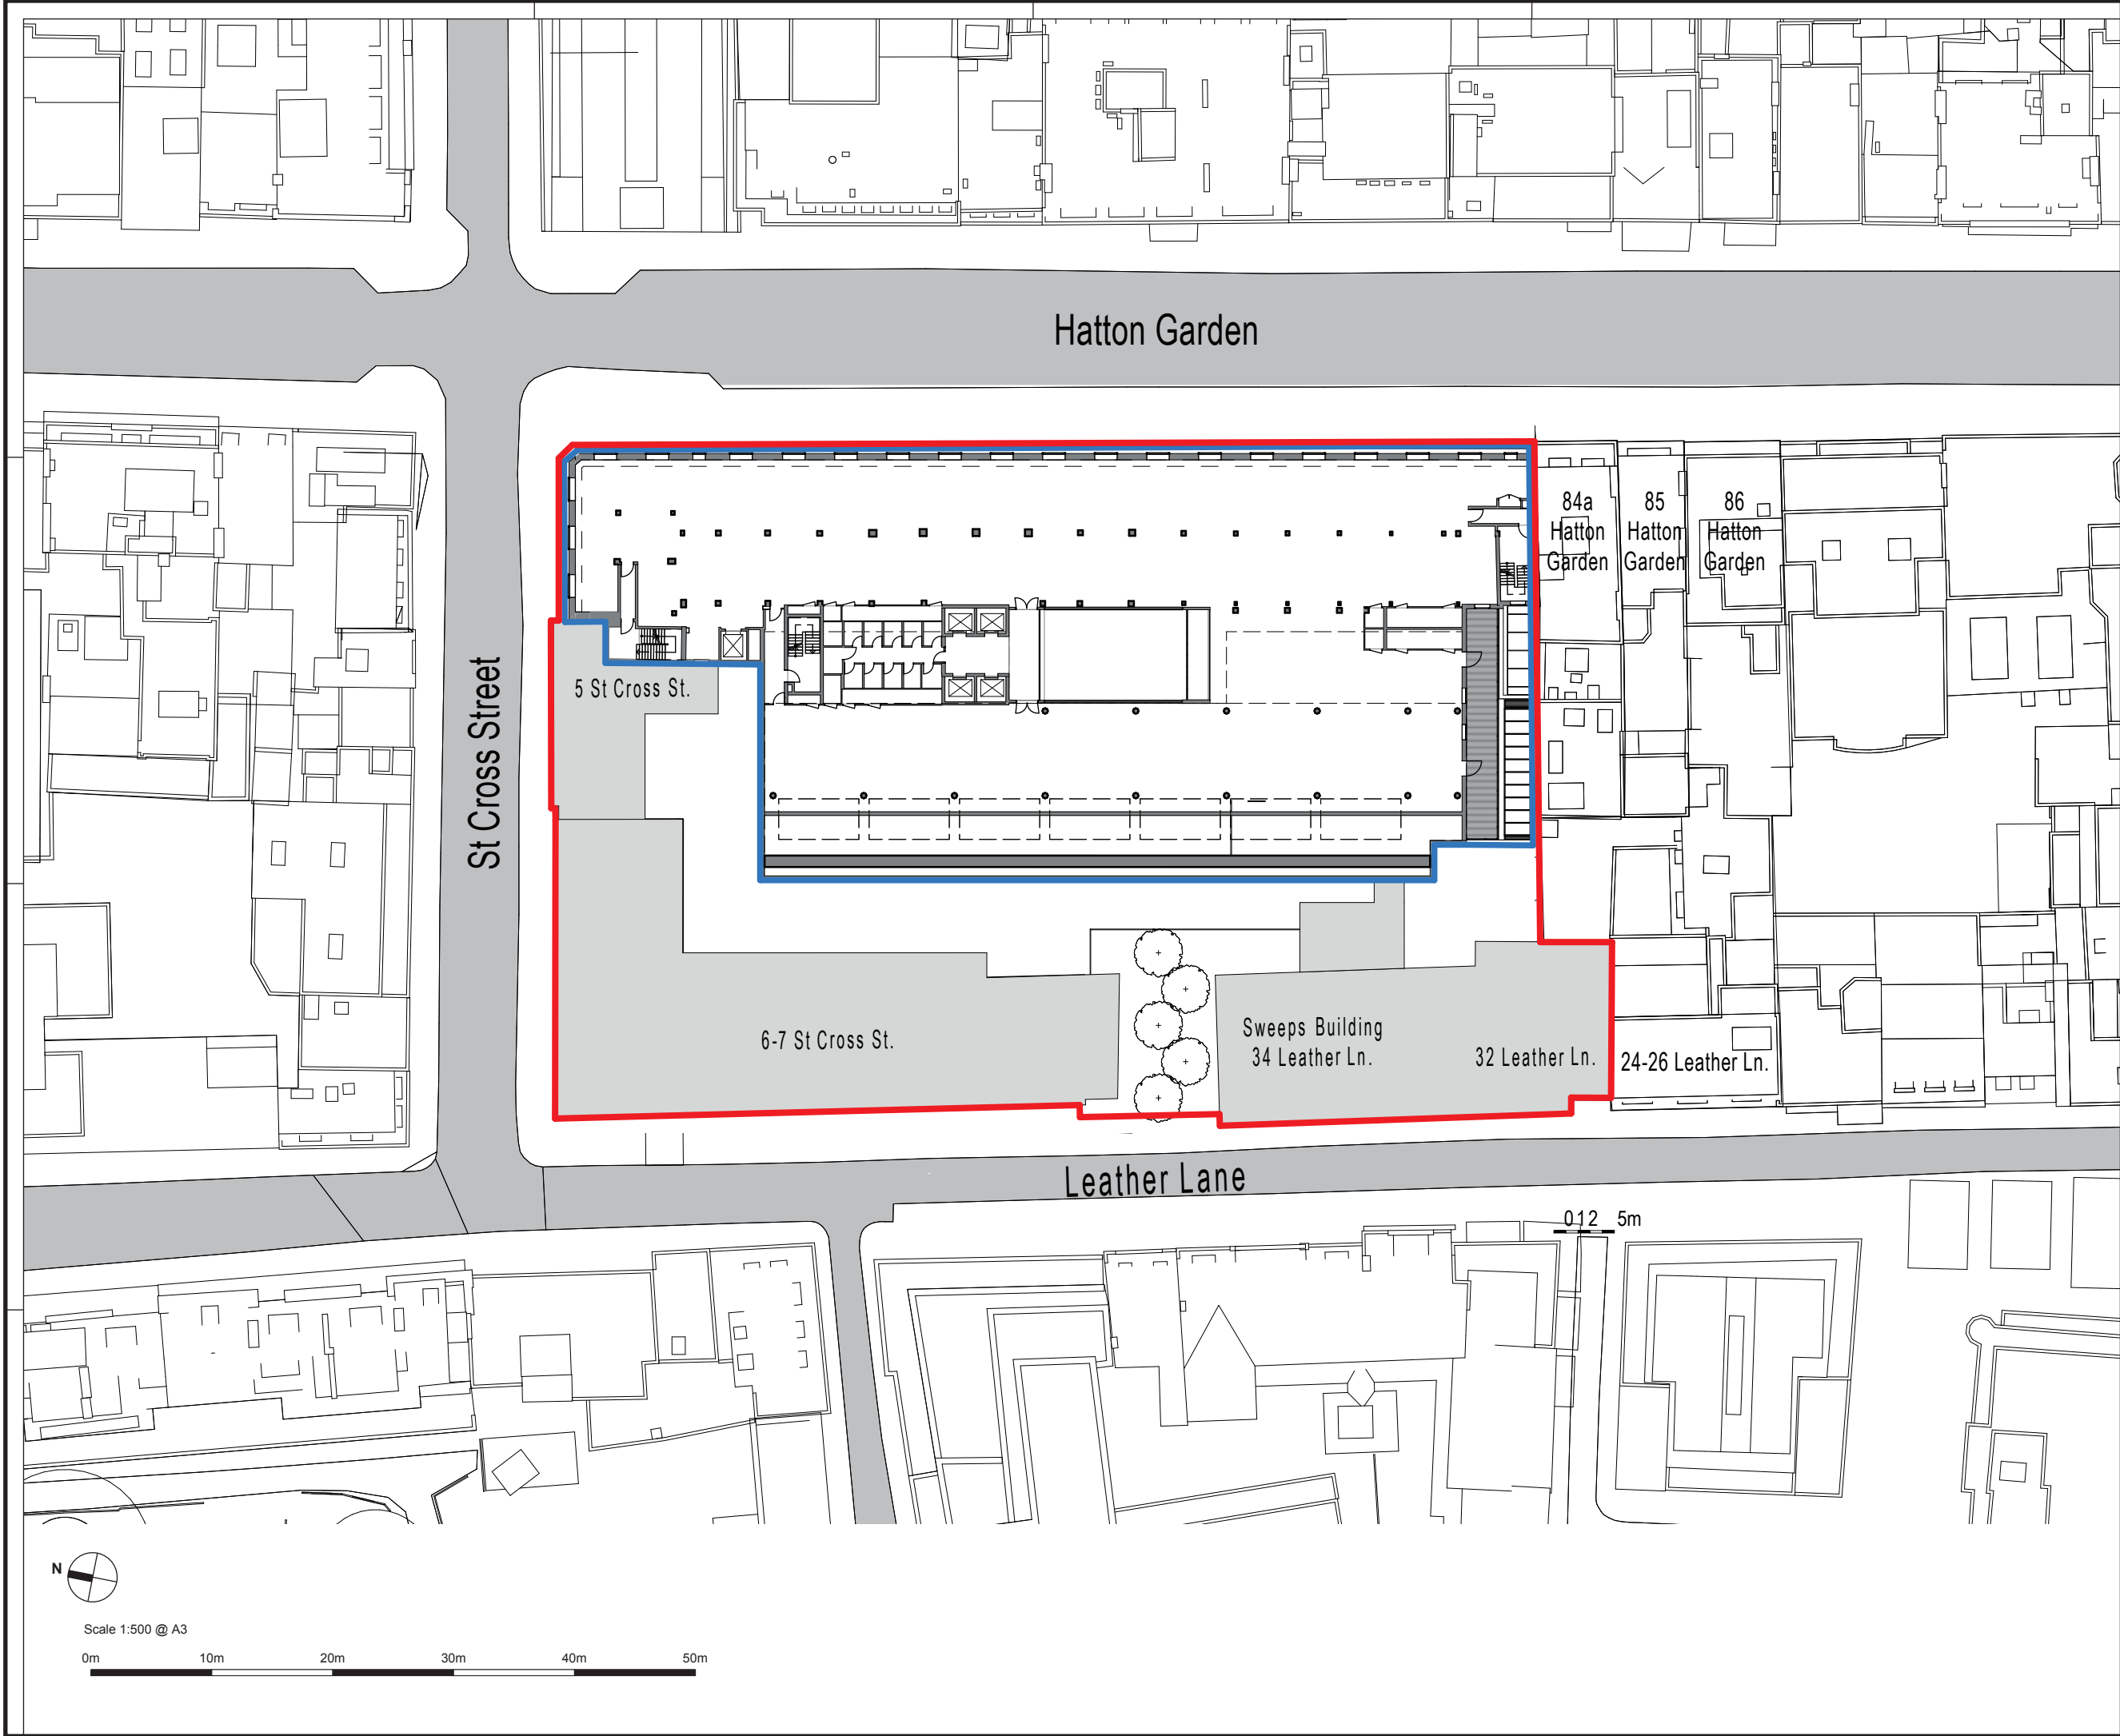 Hatton Garden
84a
Hatton
Garden
85
Hatton
Garden
86
Hatton
Garden
St Cross Street
5 St Cross St.
6-7 St Cross St.
Sweeps Building
34 Leather Ln.
32 Leather Ln.
24-26 Leather Ln.
Leather Lane
0 1 2 5m
N
Scale 1:500 @ A3
0m 10m 20m 30m 40m 50m